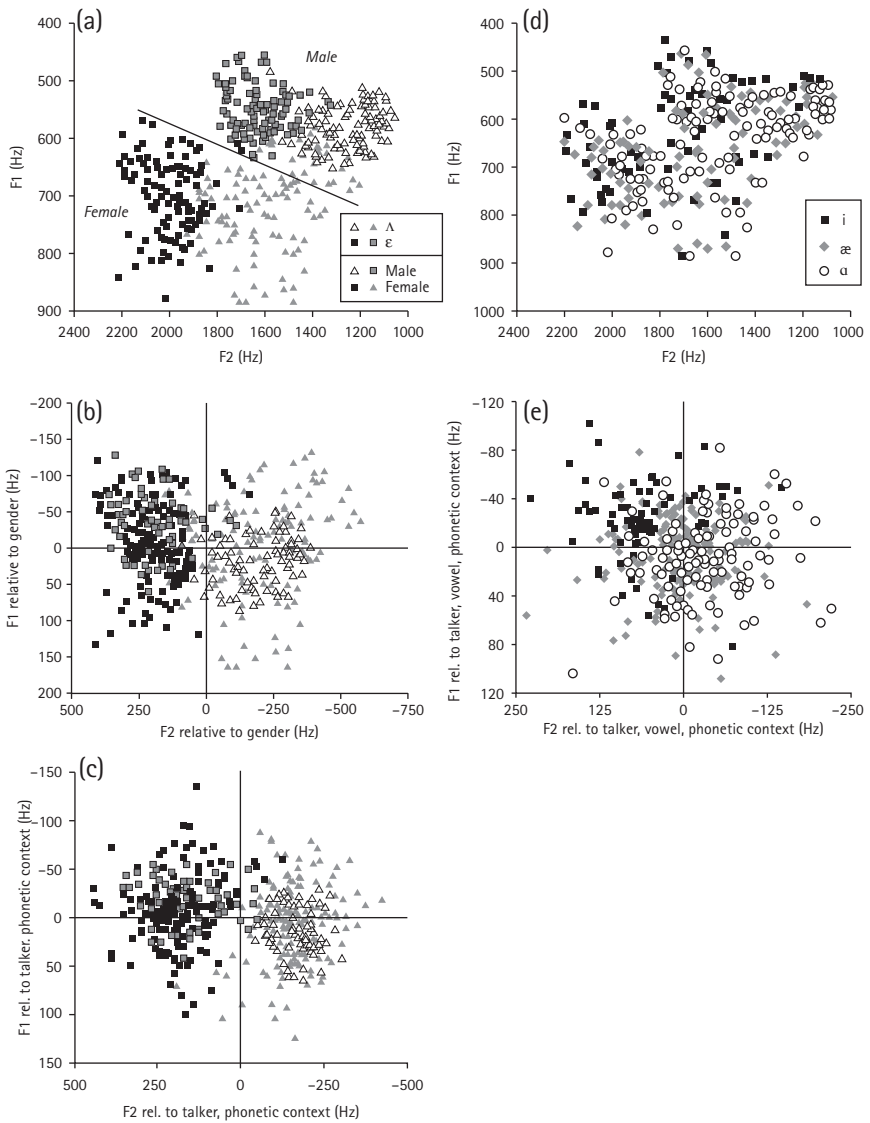 (a)
400
500
600
700
800
900
F1 (Hz)
Male
Female
Λ
ε
Male
Female
2400 2200 2000 1800 1600 1400 1200 1000
F2 (Hz)
(d)
400
500
600
700
800
900
1000
F1 (Hz)
i
æ
ɑ
2400 2200 2000 1800 1600 1400 1200 1000
F2 (Hz)
(b)
−200
−150
−100
−50
0
50
100
150
200
F1 relative to gender (Hz)
500 250 0 −250 −500 −750
F2 relative to gender (Hz)
(e)
−120
−80
−40
0
40
80
120
F1 rel. to talker, vowel, phonetic context (Hz)
250 125 0 −125 −250
F2 rel. to talker, vowel, phonetic context (Hz)
(c)
−150
−100
−50
0
50
100
150
F1 rel. to talker, phonetic context (Hz)
500 250 0 −250 −500
F2 rel. to talker, phonetic context (Hz)